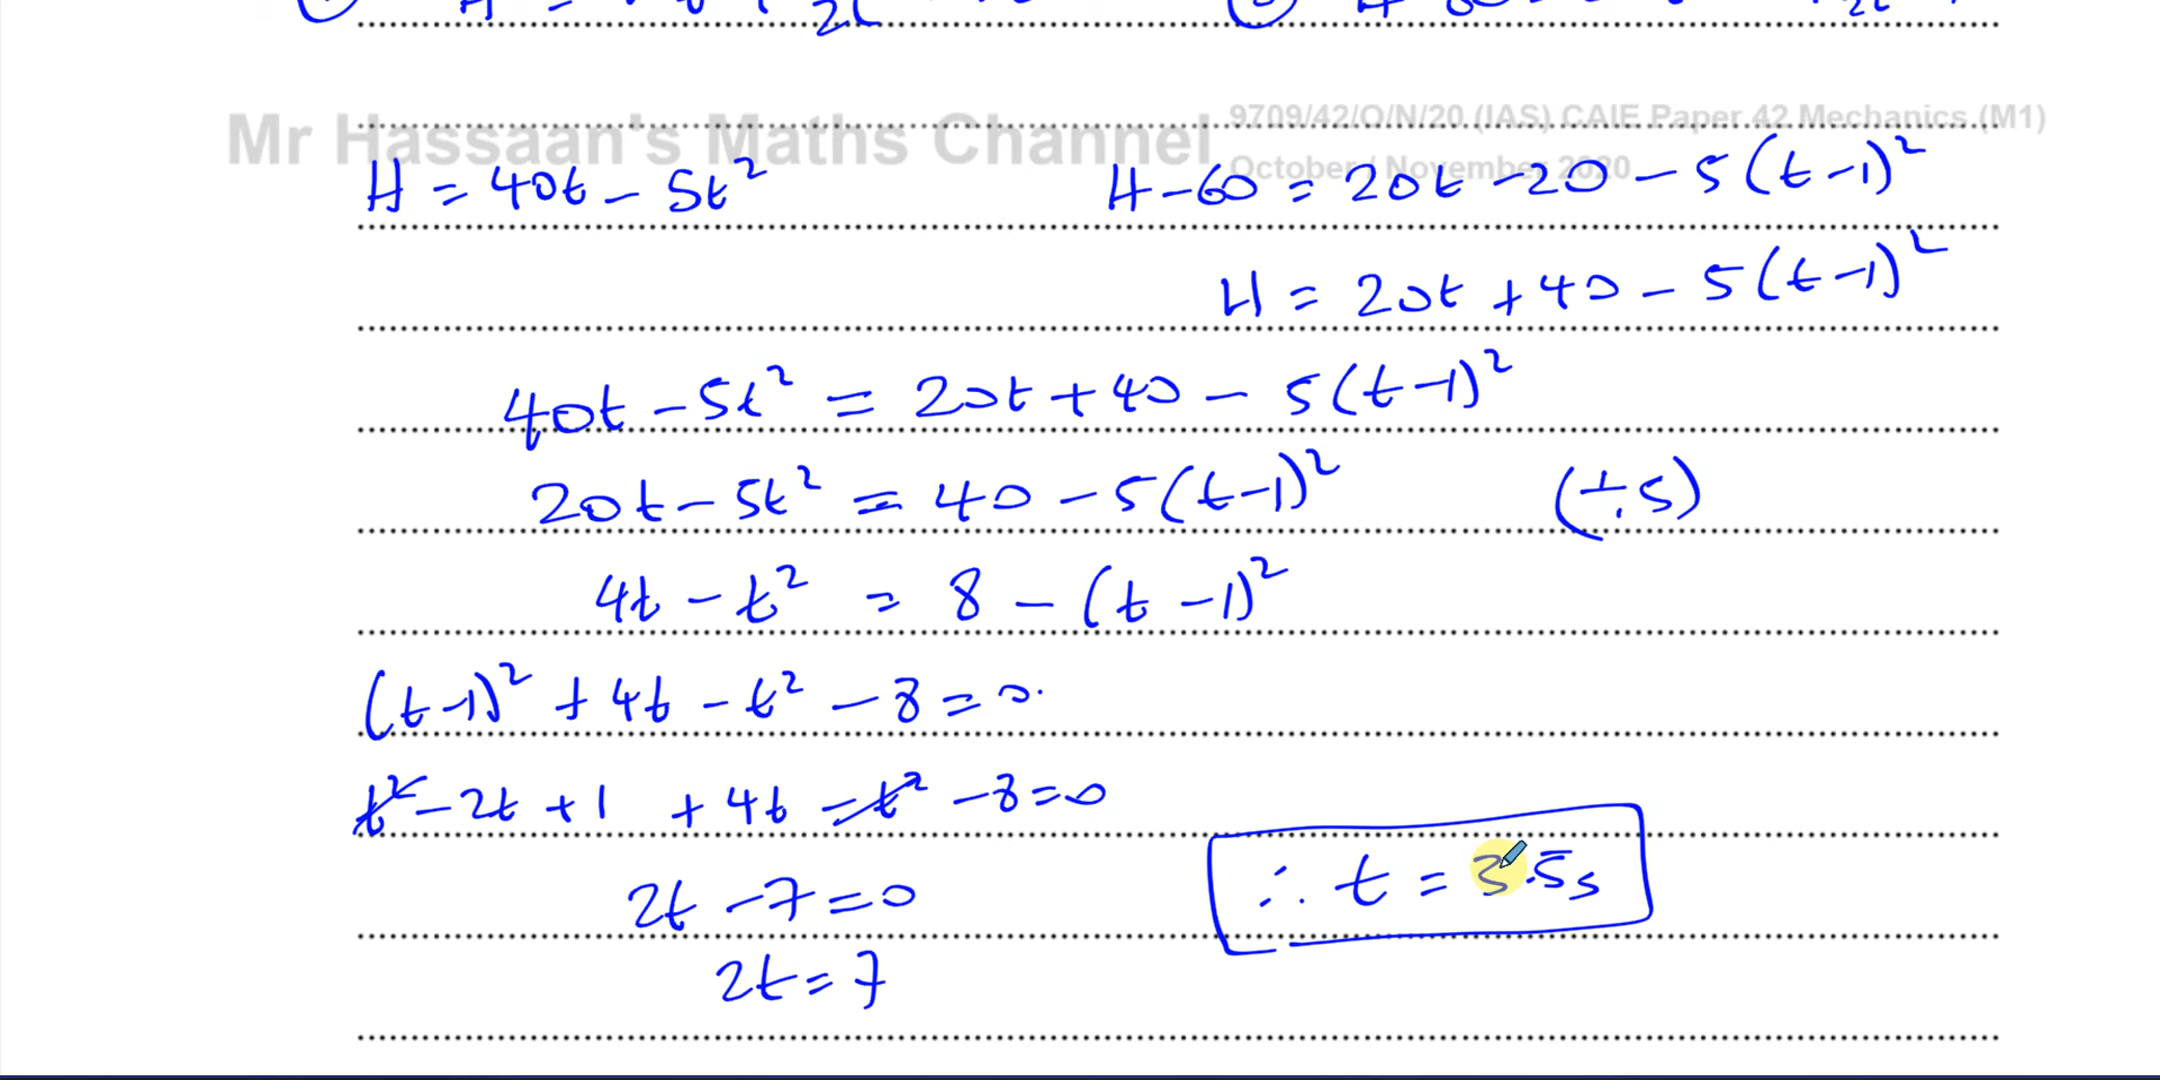 Mr Hassaan's Maths Channel
9709/42/O/N/20 (IAS) CAIE Paper 42 Mechanics (M1)
October / November 2020
H = 40t - 5t²
H - 60 = 20t - 20 - 5(t-1)²
H = 20t + 40 - 5(t-1)²
40t - 5t² = 20t + 40 - 5(t-1)²
20t - 5t² = 40 - 5(t-1)² (÷5)
4t - t² = 8 - (t-1)²
(t-1)² + 4t - t² - 8 = 0.
t² - 2t + 1 + 4t - t² - 8 = 0
2t - 7 = 0
∴ t = 3.5s
2t = 7